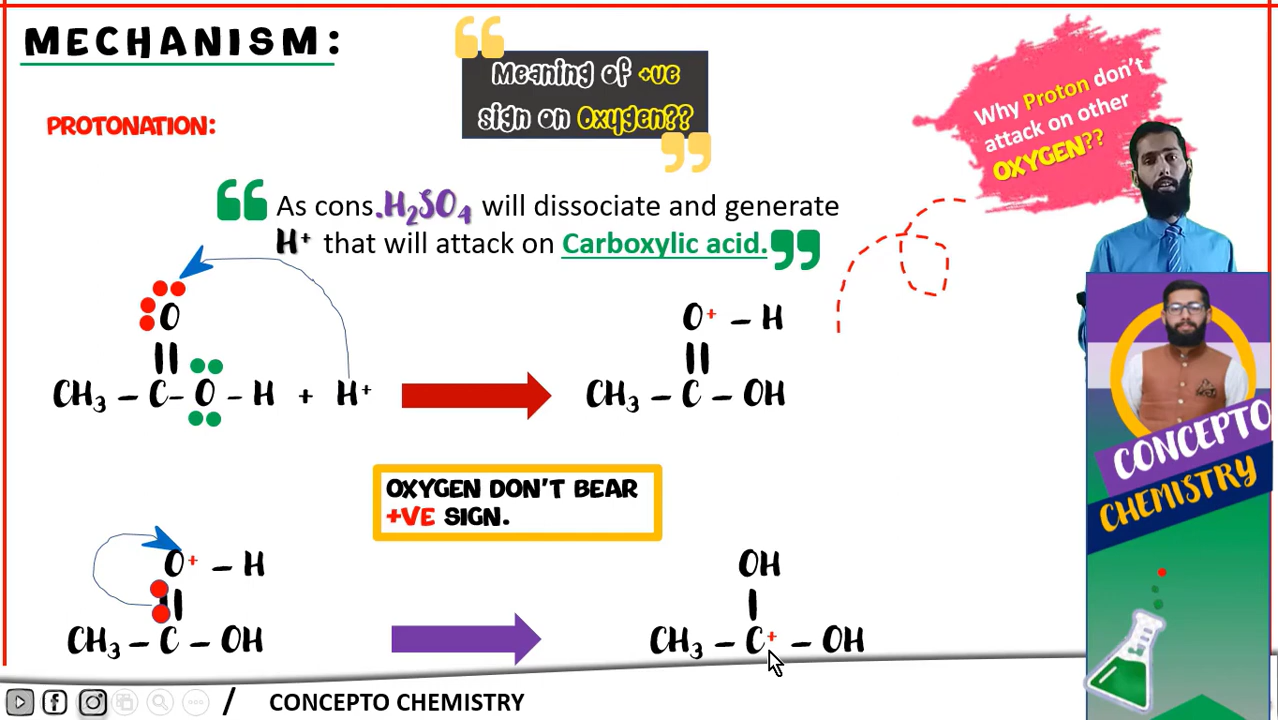 MECHANISM:
Meaning of +ve
sign on Oxygen??
Why Proton don't
attack on other
OXYGEN??
PROTONATION:
As cons.H₂SO₄ will dissociate and generate
H⁺ that will attack on Carboxylic acid.
O
CH₃ – C – O – H + H⁺
O⁺ – H
CH₃ – C – OH
OXYGEN DON'T BEAR
+VE SIGN.
O⁺ – H
CH₃ – C – OH
OH
CH₃ – C⁺ – OH
CONCEPTO
CHEMISTRY
/ CONCEPTO CHEMISTRY